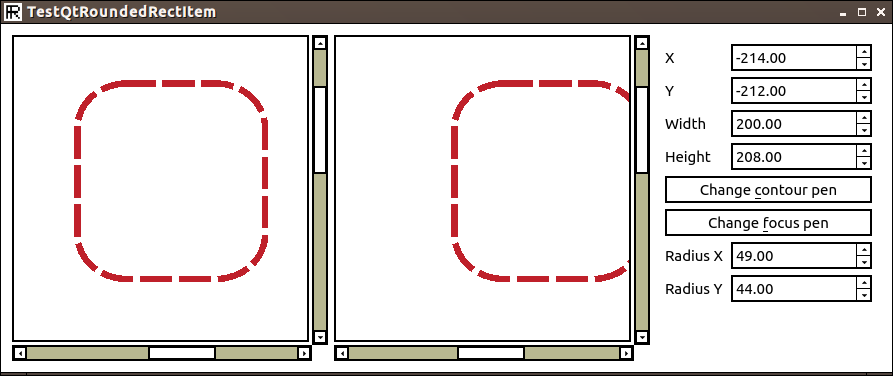 TestQtRoundedRectItem
X -214.00
Y -212.00
Width 200.00
Height 208.00
Change contour pen
Change focus pen
Radius X 49.00
Radius Y 44.00